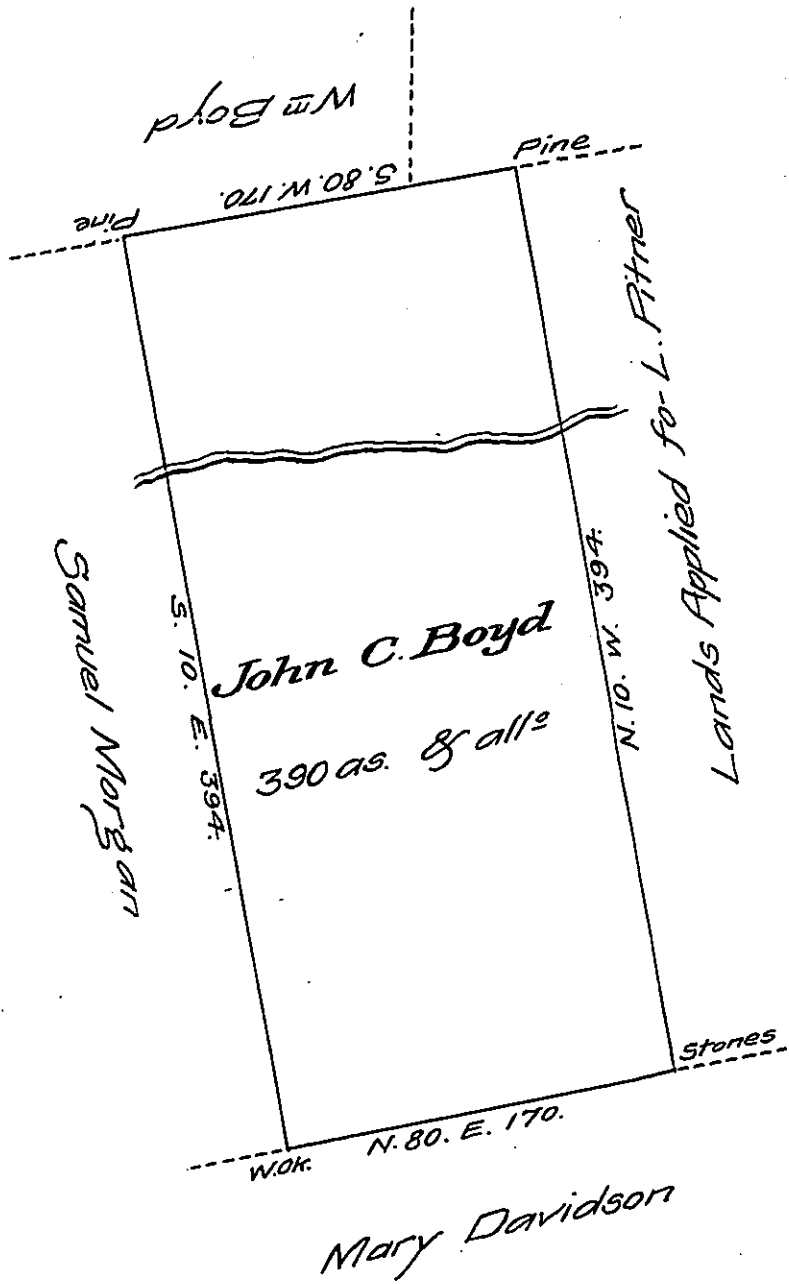 Wm Boyd
Pine
S. 80. W. 170.
Pine
Lands Applied fo- L. Pitner
Samuel Morgan
S. 10. E. 394.
N. 10. W. 394.
John C. Boyd
390 as. & allº
Stones
N. 80. E. 170.
W.OK.
Mary Davidson